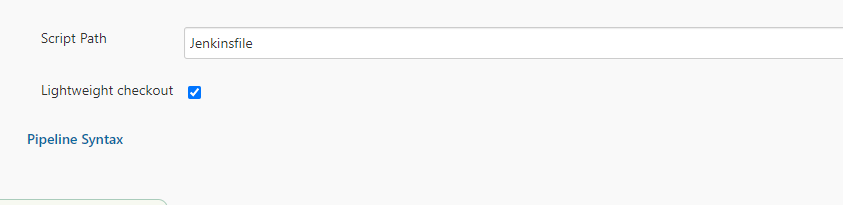 Script Path
Jenkinsfile
Lightweight checkout
Pipeline Syntax